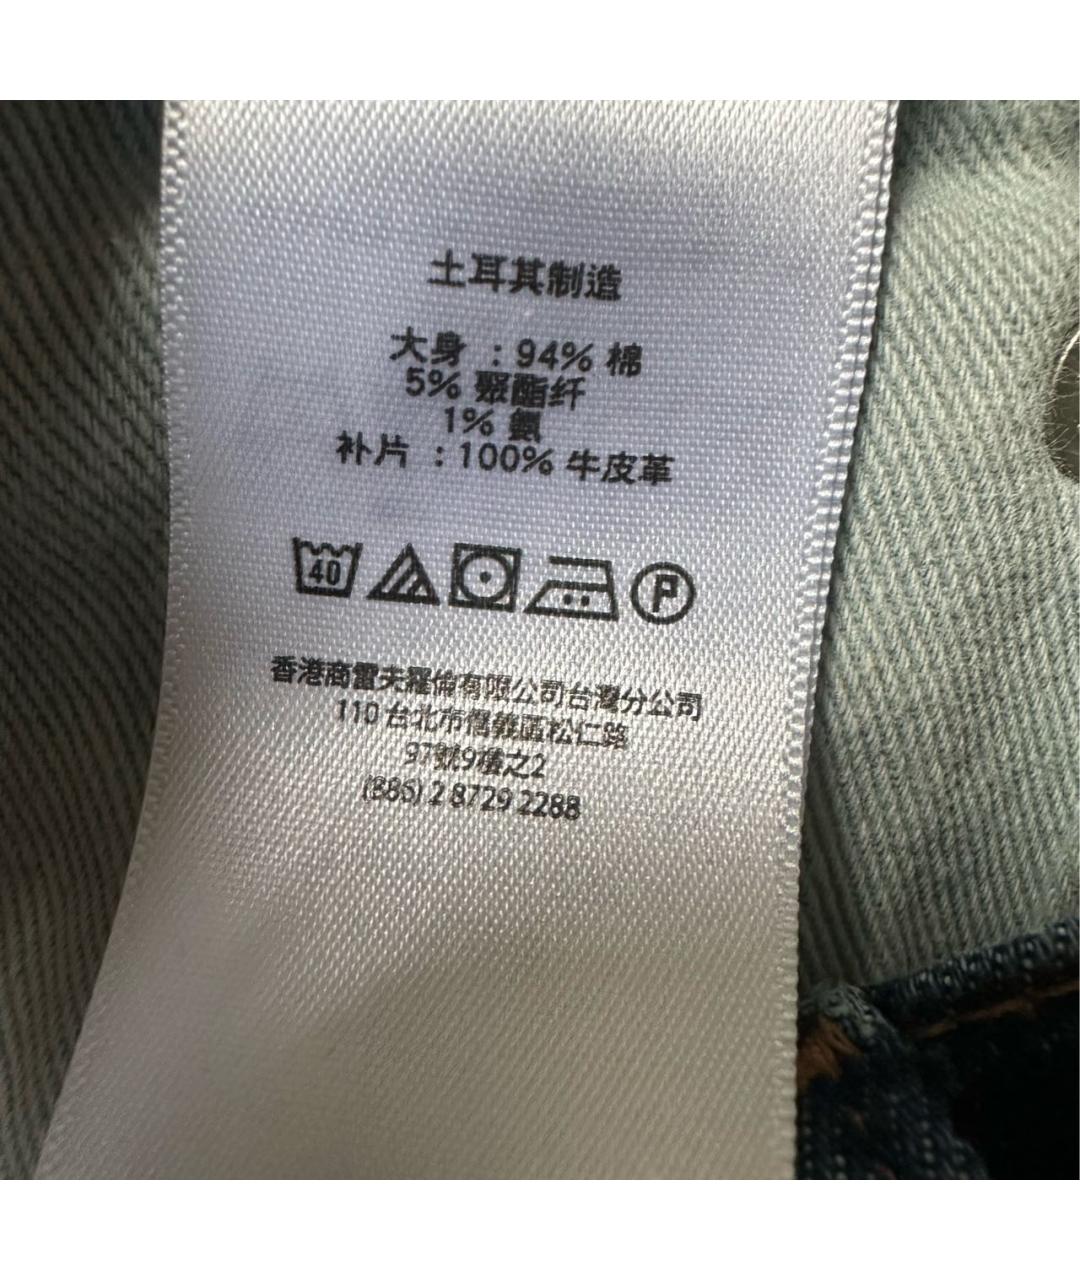 土耳其制造
大身 : 94% 棉
5% 聚酯纤
1% 氨
补片 : 100% 牛皮革
40
P
香港商雷夫羅倫有限公司台灣分公司
110 台北市信義區松仁路
97號9樓之2
(886) 2 8729 2288